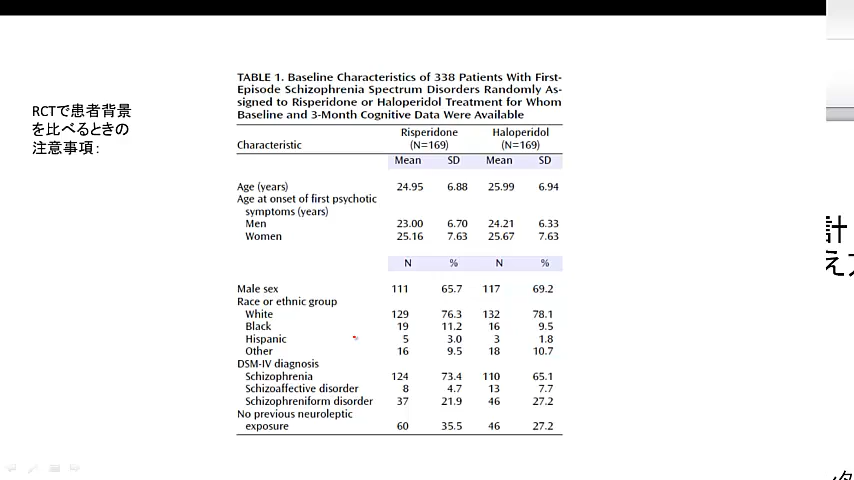 RCTで患者背景
を比べるときの
注意事項：
TABLE 1. Baseline Characteristics of 338 Patients With First-
Episode Schizophrenia Spectrum Disorders Randomly As-
signed to Risperidone or Haloperidol Treatment for Whom
Baseline and 3-Month Cognitive Data Were Available
Risperidone Haloperidol
Characteristic (N=169) (N=169)
Mean SD Mean SD
Age (years) 24.95 6.88 25.99 6.94
Age at onset of first psychotic
symptoms (years)
Men 23.00 6.70 24.21 6.33
Women 25.16 7.63 25.67 7.63
N % N %
Male sex 111 65.7 117 69.2
Race or ethnic group
White 129 76.3 132 78.1
Black 19 11.2 16 9.5
Hispanic 5 3.0 3 1.8
Other 16 9.5 18 10.7
DSM-IV diagnosis
Schizophrenia 124 73.4 110 65.1
Schizoaffective disorder 8 4.7 13 7.7
Schizophreniform disorder 37 21.9 46 27.2
No previous neuroleptic
exposure 60 35.5 46 27.2
計
え